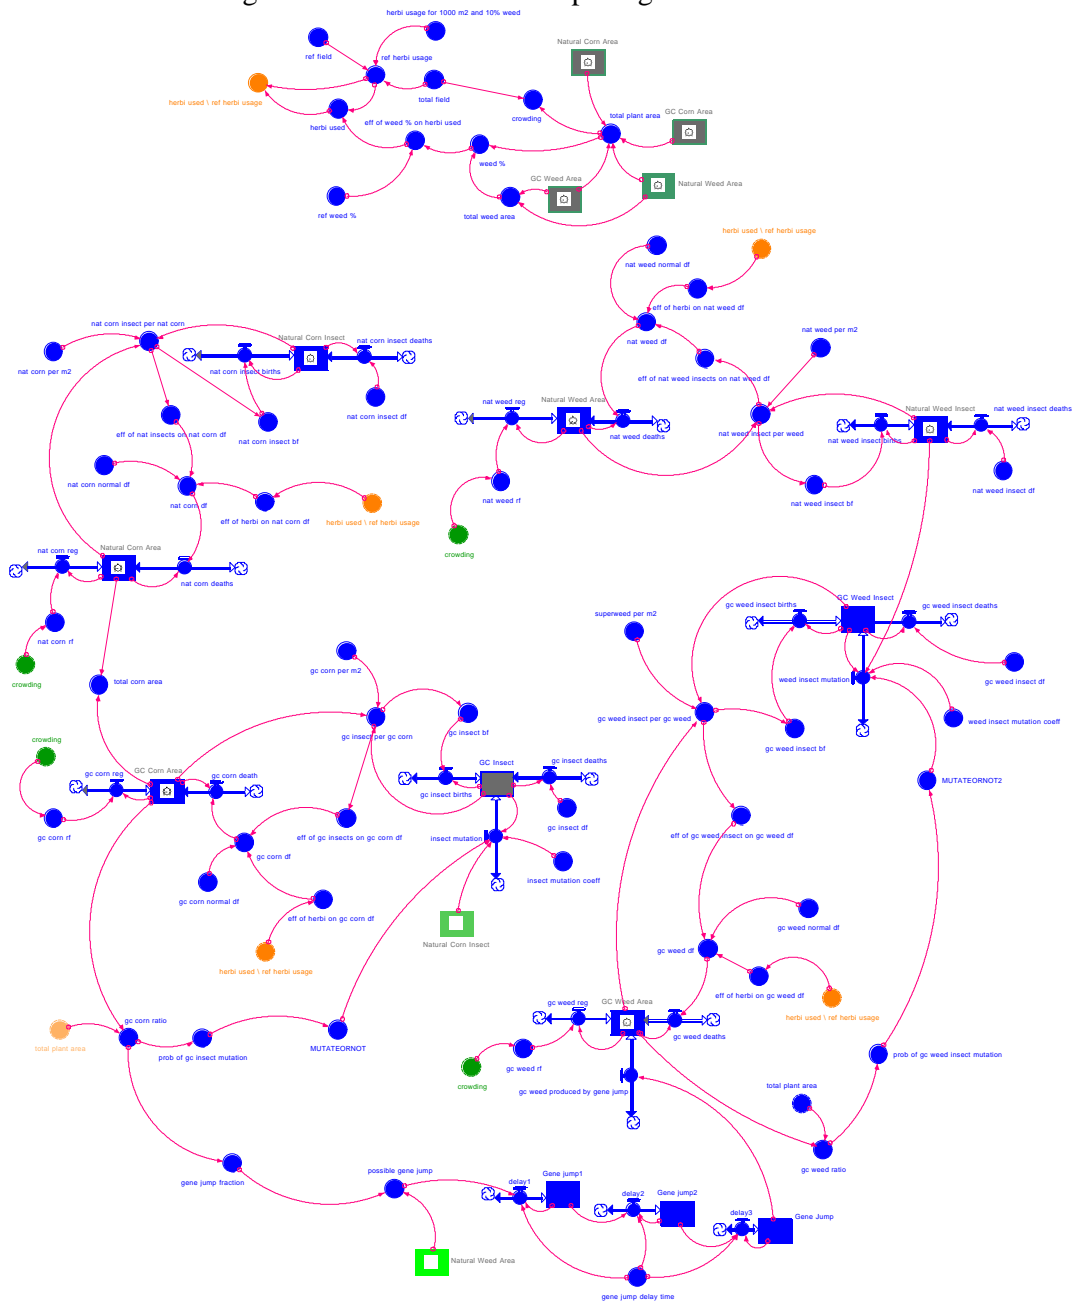 herbi usage for 1000 m2 and 10% weed
ref field
ref herbi usage
Natural Corn Area
herbi used \ ref herbi usage
total field
herbi used
eff of weed % on herbi used
crowding
total plant area
GC Corn Area
weed %
GC Weed Area
Natural Weed Area
ref weed %
total weed area
herbi used \ ref herbi usage
nat weed normal df
eff of herbi on nat weed df
nat corn insect per nat corn
Natural Corn Insect
nat corn insect deaths
nat weed df
nat weed per m2
nat corn per m2
nat corn insect births
eff of nat weed insects on nat weed df
nat corn insect df
nat weed reg
Natural Weed Area
Natural Weed Insect
nat weed insect deaths
eff of nat insects on nat corn df
nat corn insect bf
nat weed deaths
nat weed insect per weed
nat weed insect births
nat corn normal df
nat weed rf
nat weed insect bf
nat weed insect df
nat corn df
eff of herbi on nat corn df
herbi used \ ref herbi usage
crowding
nat corn reg
Natural Corn Area
nat corn deaths
nat corn rf
crowding
total corn area
superweed per m2
gc weed insect births
GC Weed Insect
gc weed insect deaths
gc corn per m2
weed insect mutation
gc weed insect df
gc insect per gc corn
gc insect bf
gc weed insect per gc weed
weed insect mutation coeff
gc weed insect bf
crowding
gc corn reg
GC Corn Area
gc corn death
GC Insect
gc insect deaths
MUTATEORNOT2
gc insect births
gc corn rf
gc insect df
eff of gc insects on gc corn df
insect mutation
eff of gc weed insect on gc weed df
gc corn df
gc corn normal df
insect mutation coeff
eff of herbi on gc corn df
Natural Corn Insect
herbi used \ ref herbi usage
gc weed normal df
gc weed df
eff of herbi on gc weed df
herbi used \ ref herbi usage
gc weed reg
GC Weed Area
gc weed deaths
gc corn ratio
total plant area
prob of gc insect mutation
MUTATEORNOT
gc weed rf
crowding
prob of gc weed insect mutation
gc weed produced by gene jump
total plant area
gc weed ratio
gene jump fraction
possible gene jump
delay1
Gene jump1
delay2
Gene jump2
delay3
Gene Jump
Natural Weed Area
gene jump delay time